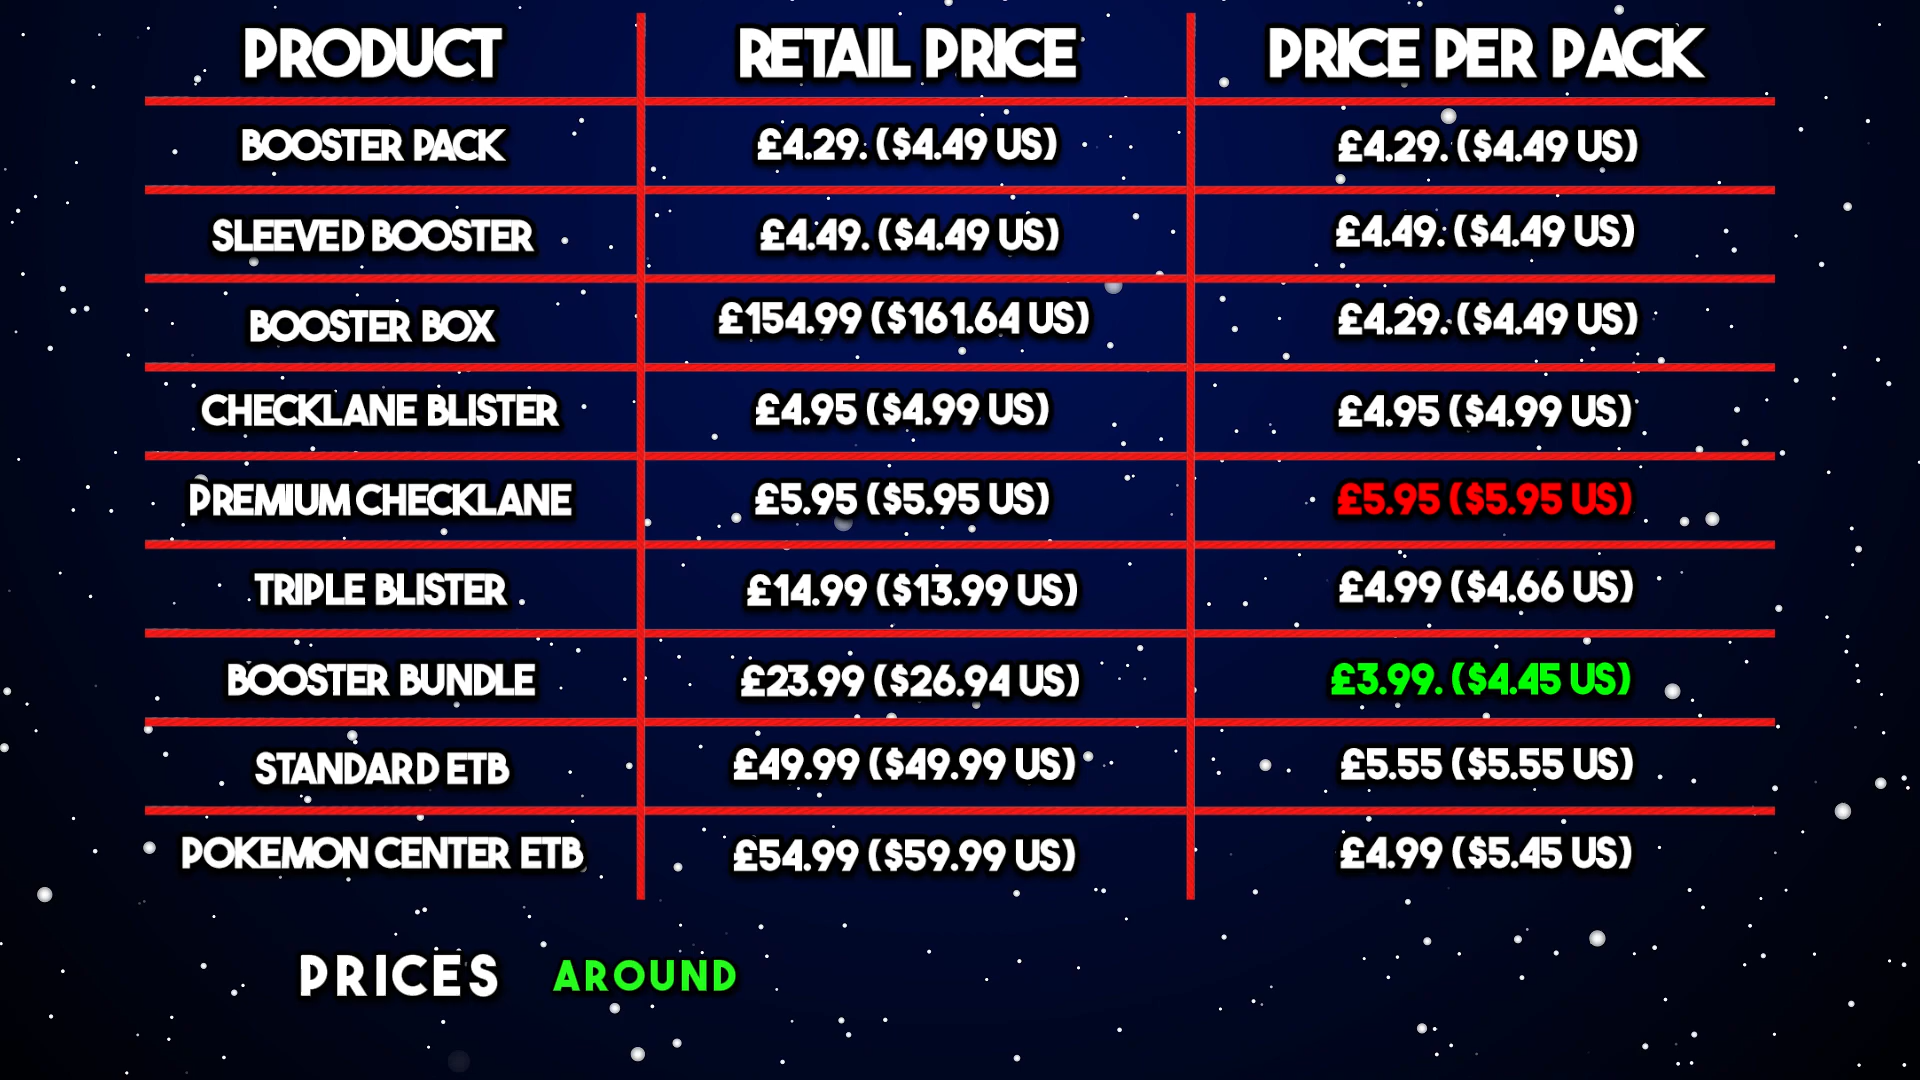 PRODUCT RETAIL PRICE PRICE PER PACK
BOOSTER PACK £4.29. ($4.49 US) £4.29. ($4.49 US)
SLEEVED BOOSTER £4.49. ($4.49 US) £4.49. ($4.49 US)
BOOSTER BOX £154.99 ($161.64 US) £4.29. ($4.49 US)
CHECKLANE BLISTER £4.95 ($4.99 US) £4.95 ($4.99 US)
PREMIUM CHECKLANE £5.95 ($5.95 US) £5.95 ($5.95 US)
TRIPLE BLISTER £14.99 ($13.99 US) £4.99 ($4.66 US)
BOOSTER BUNDLE £23.99 ($26.94 US) £3.99. ($4.45 US)
STANDARD ETB £49.99 ($49.99 US) £5.55 ($5.55 US)
POKEMON CENTER ETB £54.99 ($59.99 US) £4.99 ($5.45 US)
PRICES AROUND